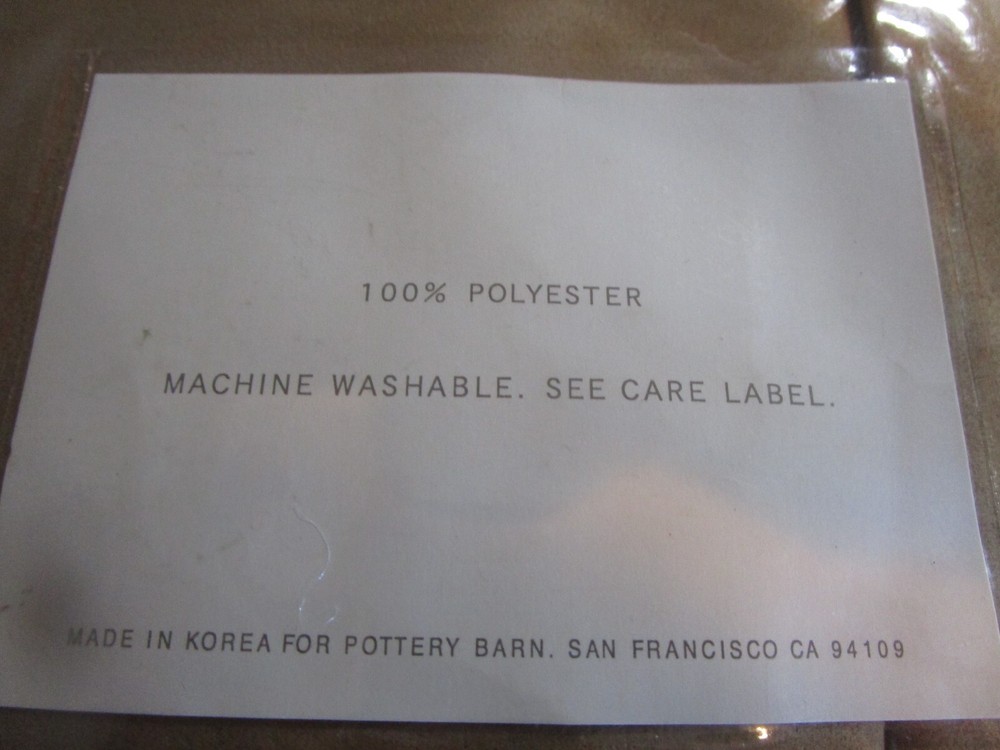 100% POLYESTER
MACHINE WASHABLE. SEE CARE LABEL.
MADE IN KOREA FOR POTTERY BARN. SAN FRANCISCO CA 94109